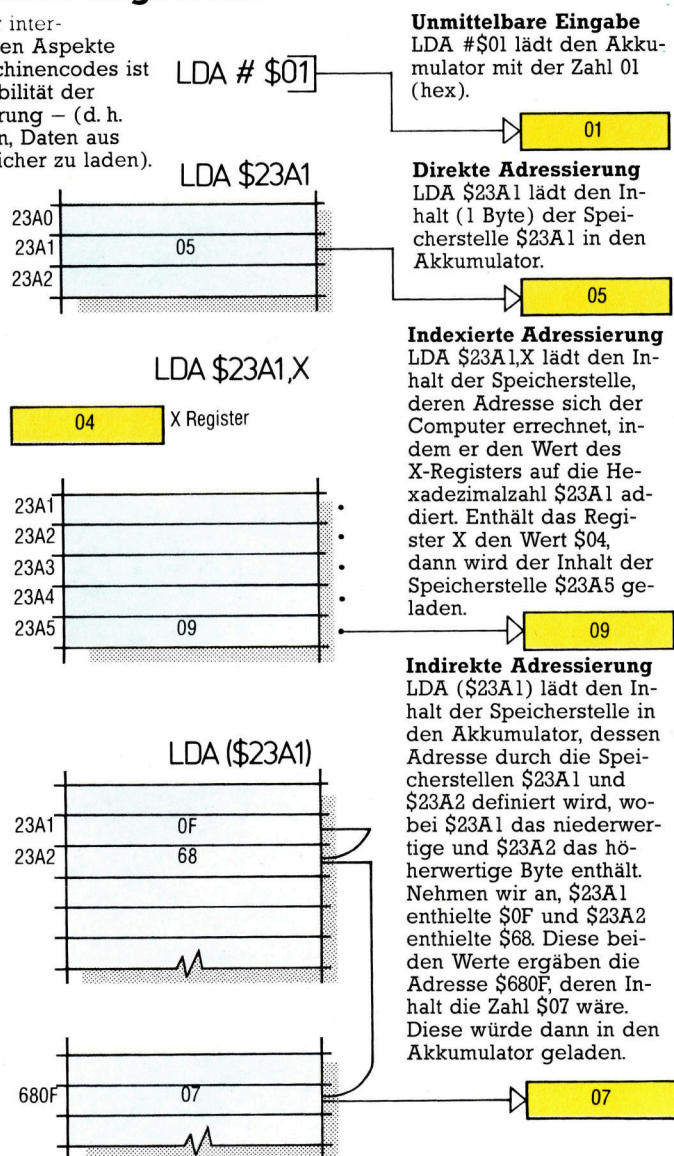 inter-
en Aspekte
chinencodes ist
bilität der
rung – (d. h.
n, Daten aus
icher zu laden).
LDA # $01
Unmittelbare Eingabe
LDA #$01 lädt den Akku-
mulator mit der Zahl 01
(hex).
01
LDA $23A1
23A0
23A1 05
23A2
Direkte Adressierung
LDA $23A1 lädt den In-
halt (1 Byte) der Spei-
cherstelle $23A1 in den
Akkumulator.
05
LDA $23A1,X
04 X Register
23A1
23A2
23A3
23A4
23A5 09
Indexierte Adressierung
LDA $23A1,X lädt den In-
halt der Speicherstelle,
deren Adresse sich der
Computer errechnet, in-
dem er den Wert des
X-Registers auf die He-
xadezimalzahl $23A1 ad-
diert. Enthält das Regi-
ster X den Wert $04,
dann wird der Inhalt der
Speicherstelle $23A5 ge-
laden.
09
LDA ($23A1)
23A1 0F
23A2 68
680F 07
Indirekte Adressierung
LDA ($23A1) lädt den In-
halt der Speicherstelle in
den Akkumulator, dessen
Adresse durch die Spei-
cherstellen $23A1 und
$23A2 definiert wird, wo-
bei $23A1 das niederwer-
tige und $23A2 das hö-
herwertige Byte enthält.
Nehmen wir an, $23A1
enthielte $0F und $23A2
enthielte $68. Diese bei-
den Werte ergäben die
Adresse $680F, deren In-
halt die Zahl $07 wäre.
Diese würde dann in den
Akkumulator geladen.
07